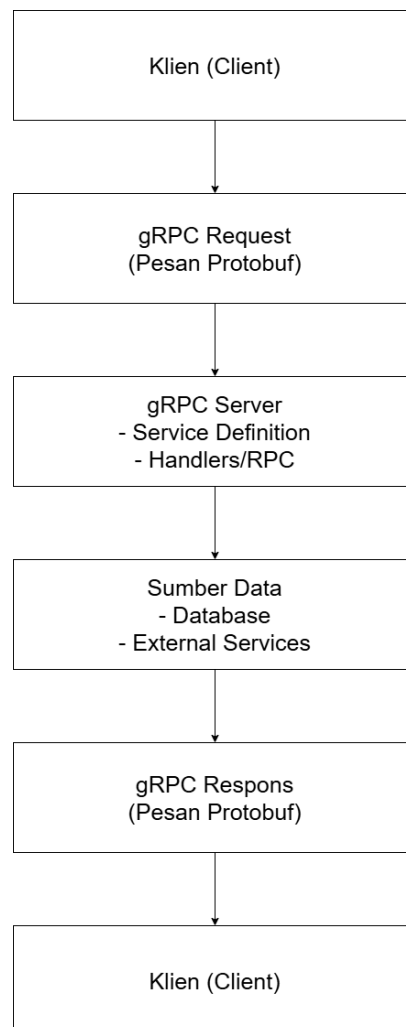 Klien (Client)
gRPC Request
(Pesan Protobuf)
gRPC Server
- Service Definition
- Handlers/RPC
Sumber Data
- Database
- External Services
gRPC Respons
(Pesan Protobuf)
Klien (Client)